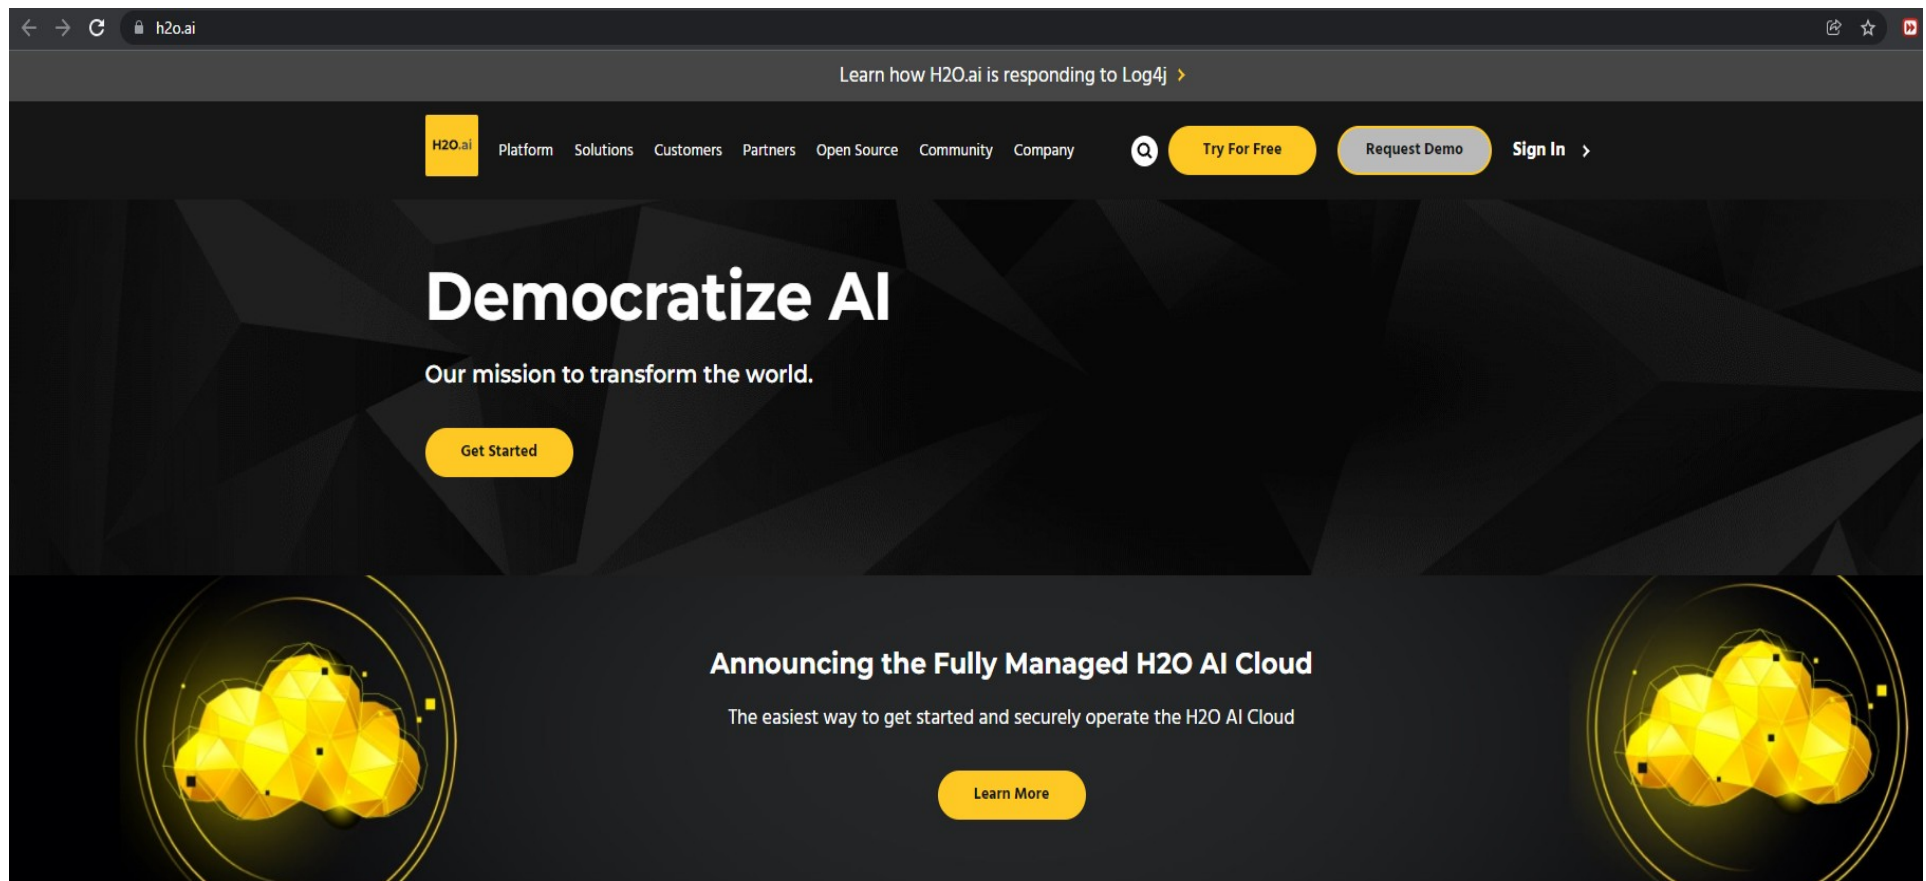 h2o.ai
Learn how H2O.ai is responding to Log4j >
H2O.ai Platform Solutions Customers Partners Open Source Community Company Try For Free Request Demo Sign In >
Democratize AI
Our mission to transform the world.
Get Started
Announcing the Fully Managed H2O AI Cloud
The easiest way to get started and securely operate the H2O AI Cloud
Learn More